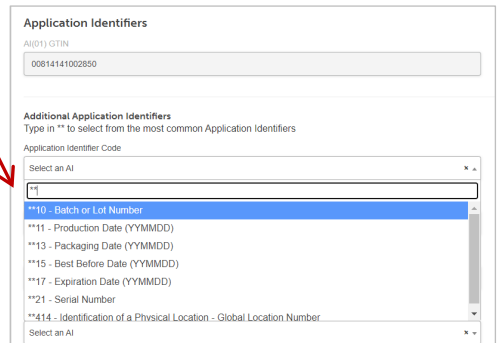 Application Identifiers
AI(01) GTIN
00814141002850
Additional Application Identifiers
Type in ** to select from the most common Application Identifiers
Application Identifier Code
Select an AI
**
**10 - Batch or Lot Number
**11 - Production Date (YYMMDD)
**13 - Packaging Date (YYMMDD)
**15 - Best Before Date (YYMMDD)
**17 - Expiration Date (YYMMDD)
**21 - Serial Number
**414 - Identification of a Physical Location - Global Location Number
Select an AI